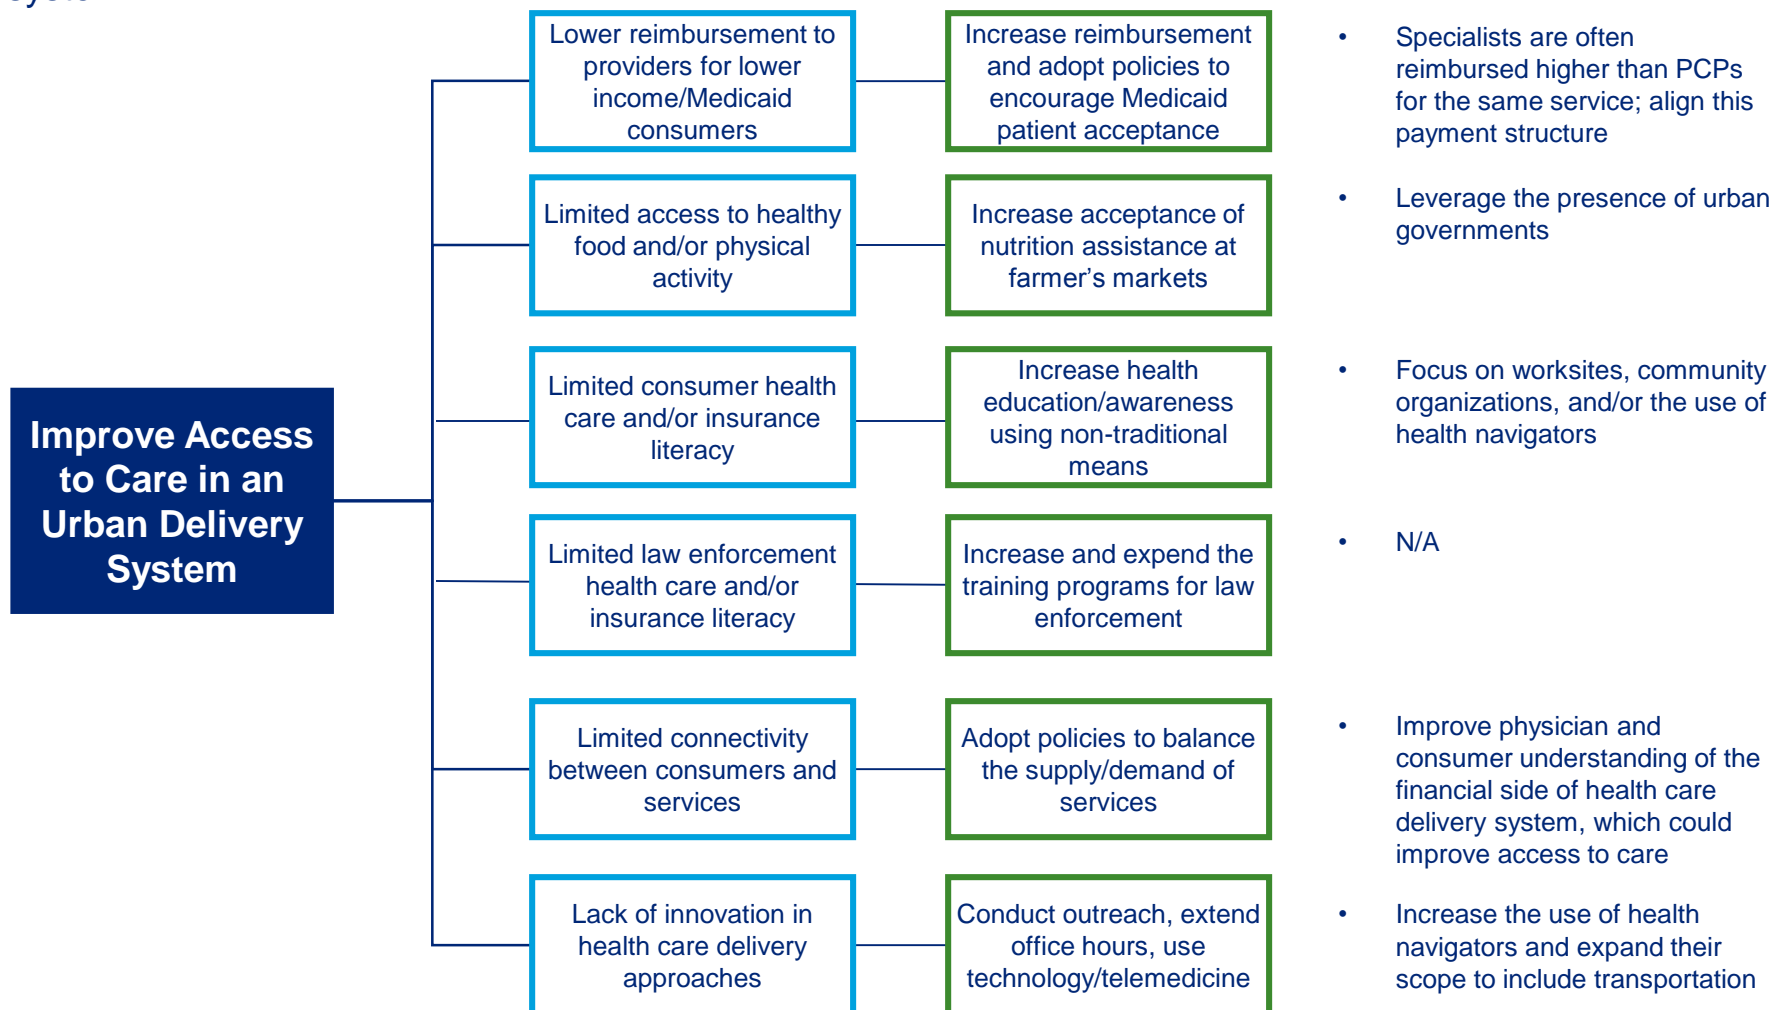 Lower reimbursement to
providers for lower
income/Medicaid
consumers
Increase reimbursement
and adopt policies to
encourage Medicaid
patient acceptance
• Specialists are often
reimbursed higher than PCPs
for the same service; align this
payment structure
Limited access to healthy
food and/or physical
activity
Increase acceptance of
nutrition assistance at
farmer’s markets
• Leverage the presence of urban
governments
Improve Access
to Care in an
Urban Delivery
System
Limited consumer health
care and/or insurance
literacy
Increase health
education/awareness
using non-traditional
means
• Focus on worksites, community
organizations, and/or the use of
health navigators
Limited law enforcement
health care and/or
insurance literacy
Increase and expend the
training programs for law
enforcement
• N/A
Limited connectivity
between consumers and
services
Adopt policies to balance
the supply/demand of
services
• Improve physician and
consumer understanding of the
financial side of health care
delivery system, which could
improve access to care
Lack of innovation in
health care delivery
approaches
Conduct outreach, extend
office hours, use
technology/telemedicine
• Increase the use of health
navigators and expand their
scope to include transportation